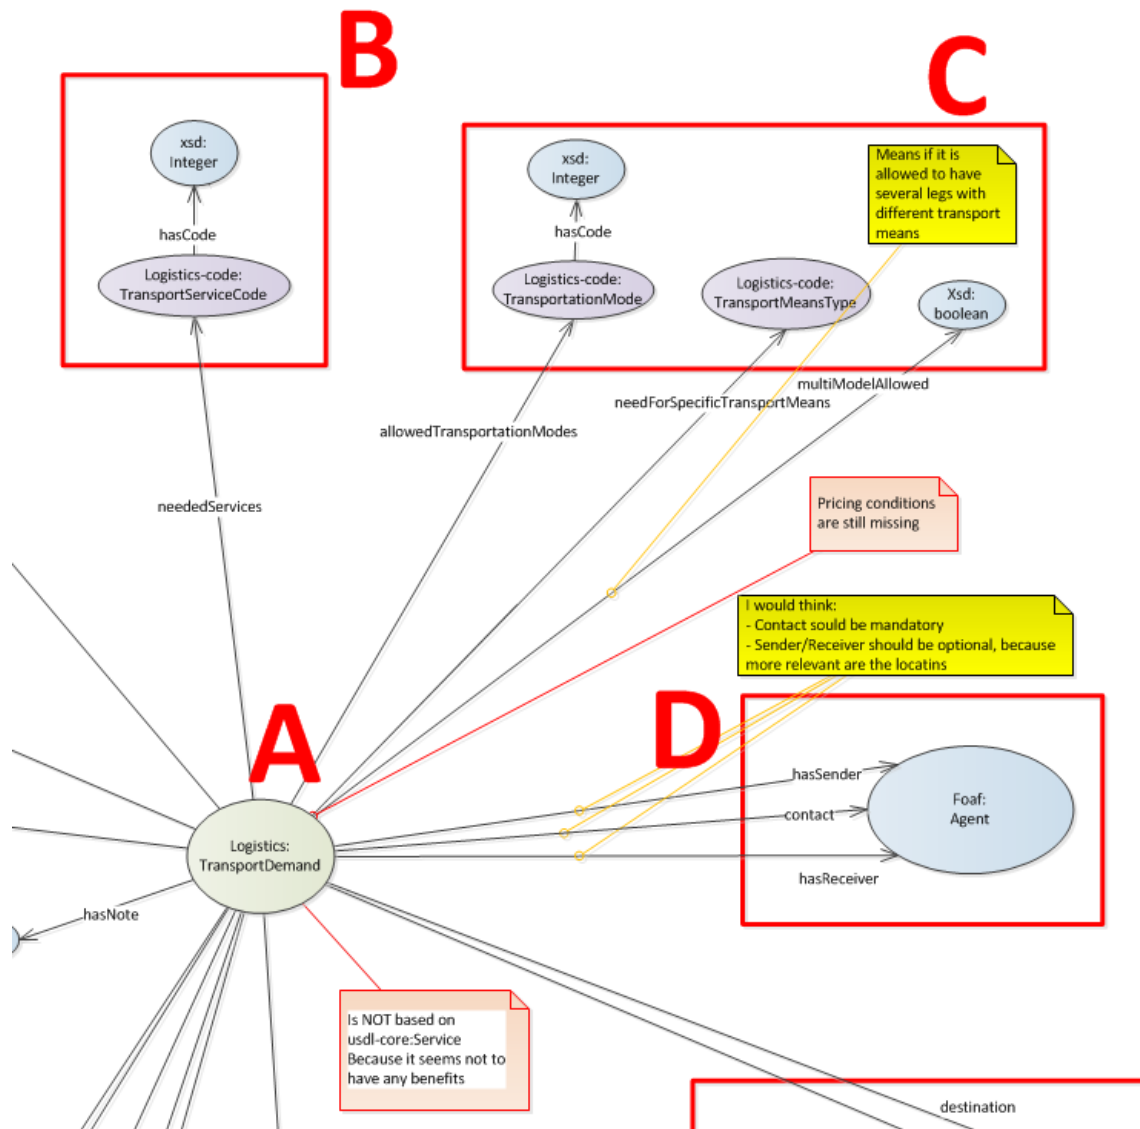 B
C
xsd:
Integer
hasCode
Logistics-code:
TransportServiceCode
xsd:
Integer
hasCode
Logistics-code:
TransportationMode
Logistics-code:
TransportMeansType
Means if it is
allowed to have
several legs with
different transport
means
Xsd:
boolean
multiModelAllowed
needForSpecificTransportMeans
allowedTransportationModes
neededServices
Pricing conditions
are still missing
I would think:
- Contact sould be mandatory
- Sender/Receiver should be optional, because
more relevant are the locatins
A
D
hasSender
contact
hasReceiver
Foaf:
Agent
Logistics:
TransportDemand
hasNote
Is NOT based on
usdl-core:Service
Because it seems not to
have any benefits
destination